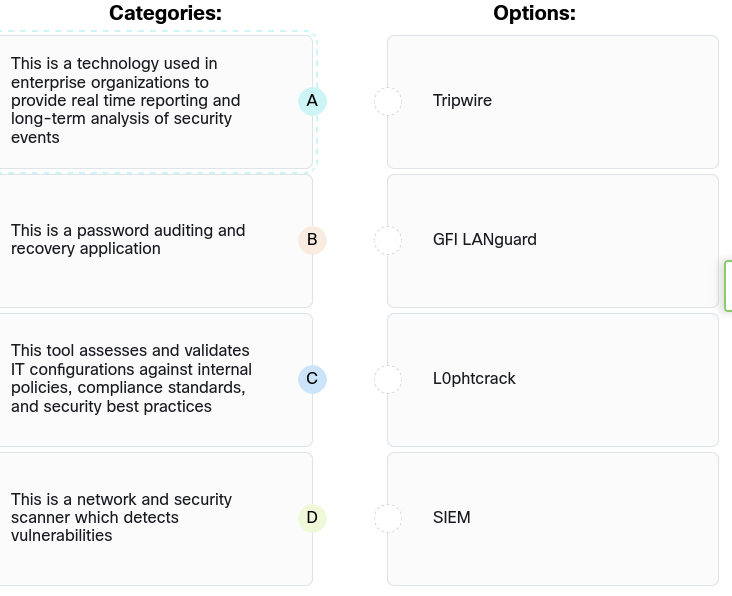 Categories:
Options:
This is a technology used in
enterprise organizations to
provide real time reporting and
long-term analysis of security
events
A
Tripwire
This is a password auditing and
recovery application
B
GFI LANguard
This tool assesses and validates
IT configurations against internal
policies, compliance standards,
and security best practices
C
L0phtcrack
This is a network and security
scanner which detects
vulnerabilities
D
SIEM